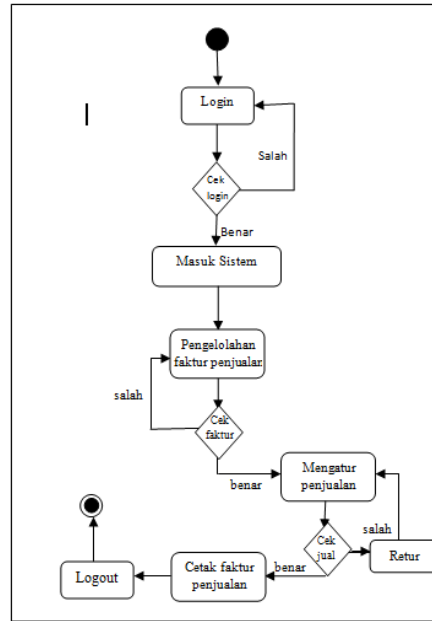 Login
Salah
Cek
login
Benar
Masuk Sistem
Pengelolahan
faktur penjualan
salah
Cek
faktur
benar
Mengatur
penjualan
salah
Cek
jual
Retur
benar
Cetak faktur
penjualan
Logout